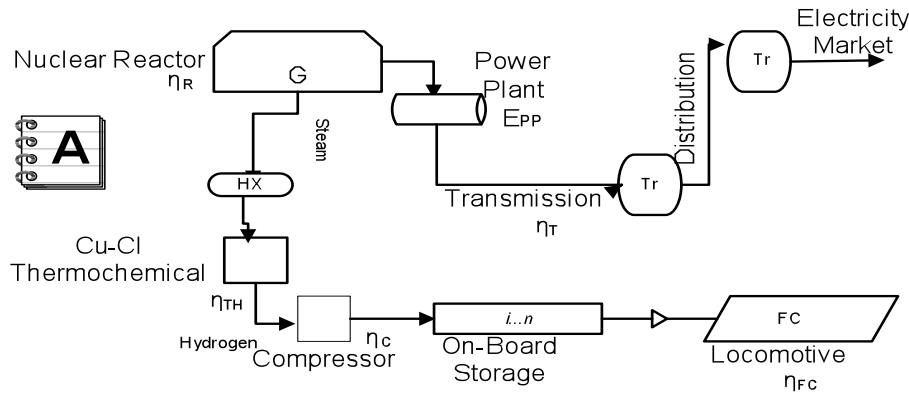 Electricity
Market
Nuclear Reactor
ηR
G
Power
Plant
EPP
Tr
Distribution
A
Steam
HX
Transmission
ηT
Tr
Cu-Cl
Thermochemical
ηTH
Hydrogen
Compressor
ηC
i...n
On-Board
Storage
FC
Locomotive
ηFC